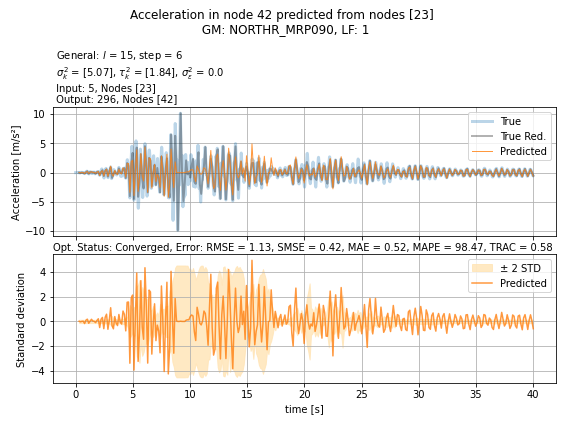 Acceleration in node 42 predicted from nodes [23]
GM: NORTHR_MRP090, LF: 1
General: l = 15, step = 6
σ²ₖ = [5.07], τ²ₖ = [1.84], σ²ε = 0.0
Input: 5, Nodes [23]
Output: 296, Nodes [42]
10
5
0
−5
−10
Acceleration [m/s²]
True
True Red.
Predicted
Opt. Status: Converged, Error: RMSE = 1.13, SMSE = 0.42, MAE = 0.52, MAPE = 98.47, TRAC = 0.58
4
2
0
−2
−4
Standard deviation
± 2 STD
Predicted
0 5 10 15 20 25 30 35 40
time [s]